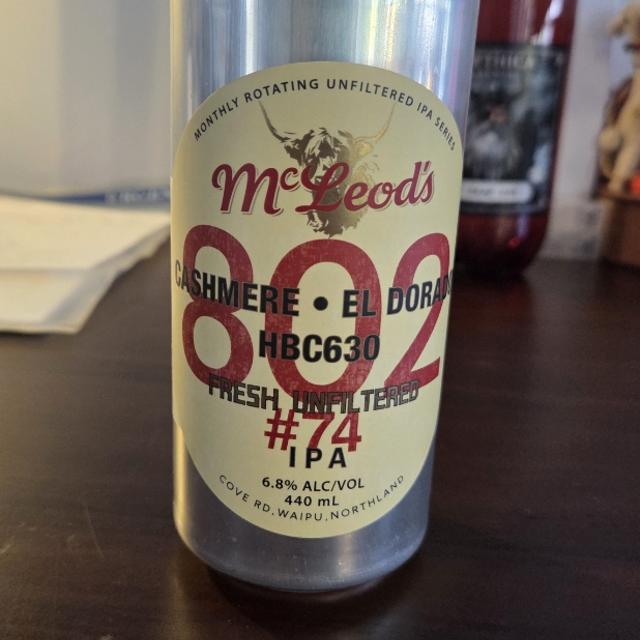 MONTHLY ROTATING UNFILTERED IPA SERIES
McLeod's
802
CASHMERE • EL DORADO
HBC630
FRESH UNFILTERED
#74
IPA
6.8% ALC/VOL
440 mL
COVE RD, WAIPU, NORTHLAND